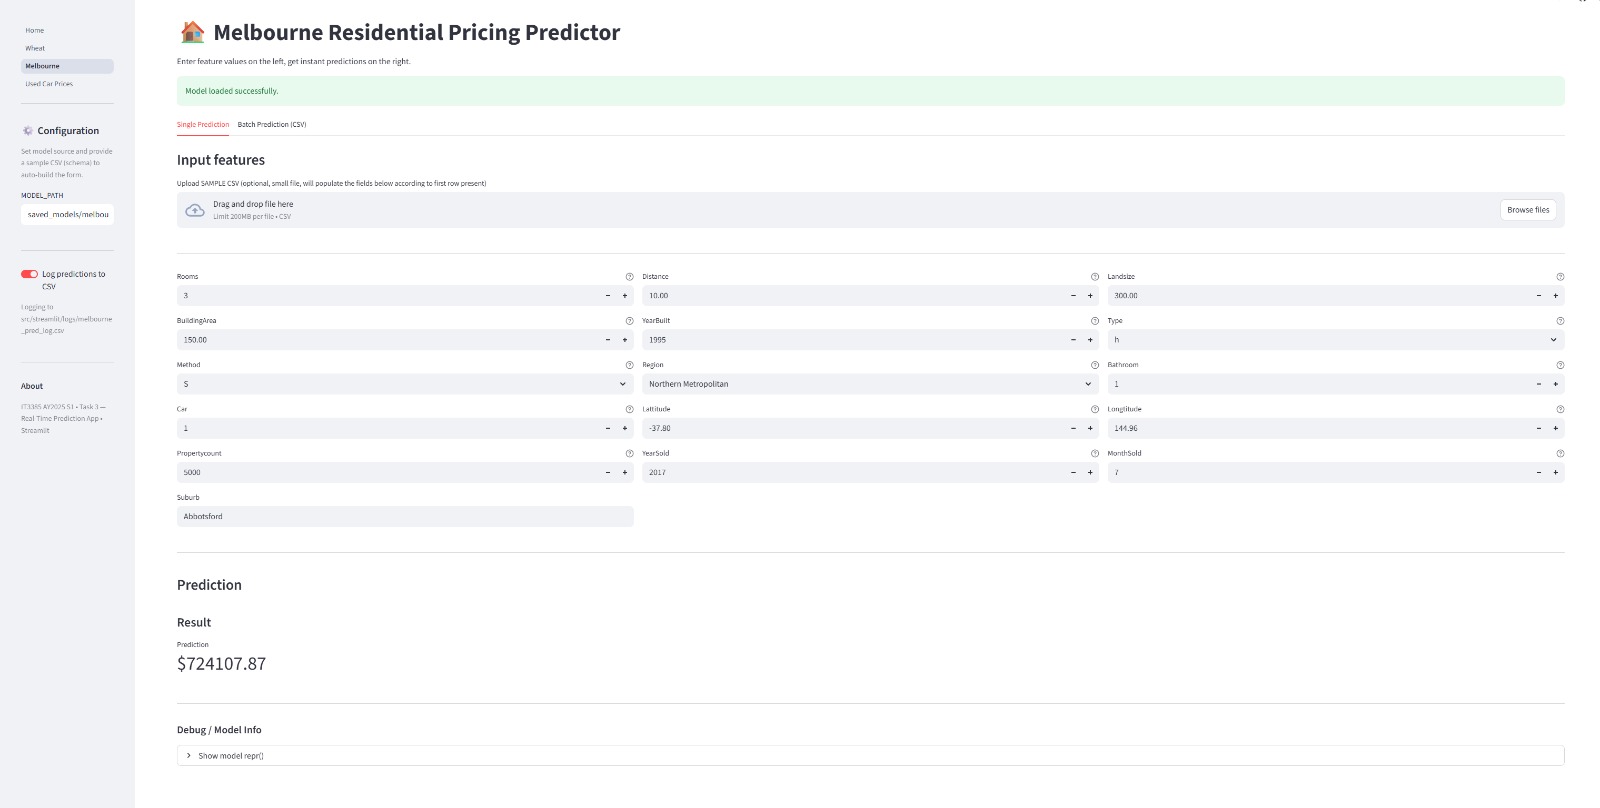 Home
Wheat
Melbourne
Used Car Prices
Configuration
Set model source and provide
a sample CSV (schema) to
auto-build the form.
MODEL_PATH
saved_models/melbou
Log predictions to
CSV
Logging to
src/streamlit/logs/melbourne
_pred_log.csv
About
IT3385 AY2025 S1 • Task 3 —
Real-Time Prediction App •
Streamlit
Melbourne Residential Pricing Predictor
Enter feature values on the left, get instant predictions on the right.
Model loaded successfully.
Single Prediction Batch Prediction (CSV)
Input features
Upload SAMPLE CSV (optional, small file, will populate the fields below according to first row present)
Drag and drop file here
Limit 200MB per file • CSV
Browse files
Rooms Distance Landsize
3 10.00 300.00
BuildingArea YearBuilt Type
150.00 1995 h
Method Region Bathroom
S Northern Metropolitan 1
Car Lattitude Longtitude
1 -37.80 144.96
Propertycount YearSold MonthSold
5000 2017 7
Suburb
Abbotsford
Prediction
Result
Prediction
$724107.87
Debug / Model Info
Show model repr()